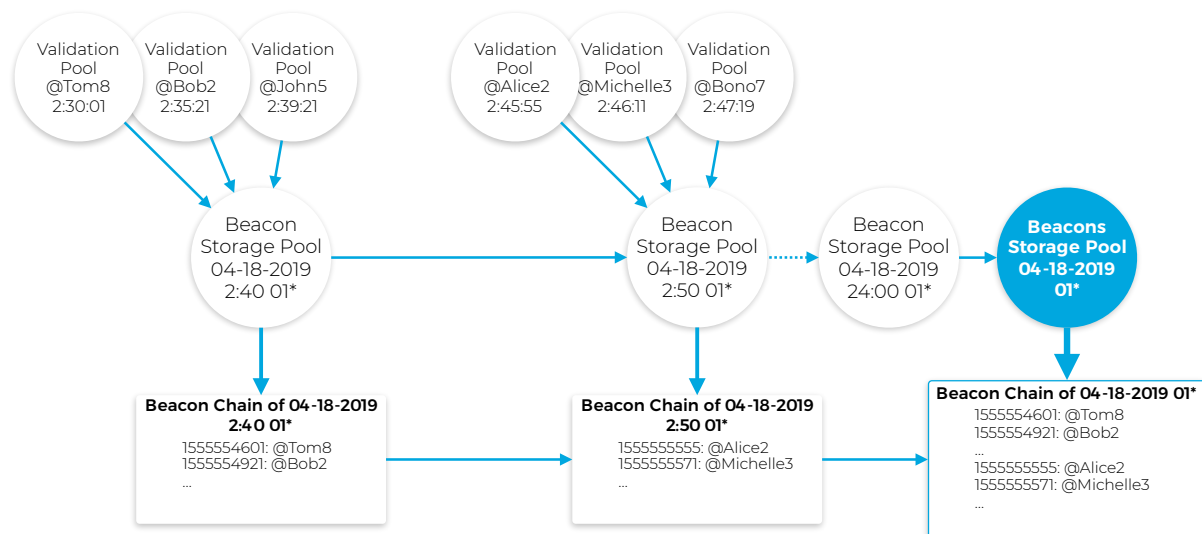 Validation
Pool
@Tom8
2:30:01
Validation
Pool
@Bob2
2:35:21
Validation
Pool
@John5
2:39:21
Validation
Pool
@Alice2
2:45:55
Validation
Pool
@Michelle3
2:46:11
Validation
Pool
@Bono7
2:47:19
Beacon
Storage Pool
04-18-2019
2:40 01*
Beacon
Storage Pool
04-18-2019
2:50 01*
Beacon
Storage Pool
04-18-2019
24:00 01*
Beacons
Storage Pool
04-18-2019
01*
Beacon Chain of 04-18-2019
2:40 01*
1555554601: @Tom8
1555554921: @Bob2
...
Beacon Chain of 04-18-2019
2:50 01*
1555555555: @Alice2
1555555571: @Michelle3
...
Beacon Chain of 04-18-2019 01*
1555554601: @Tom8
1555554921: @Bob2
...
1555555555: @Alice2
1555555571: @Michelle3
...